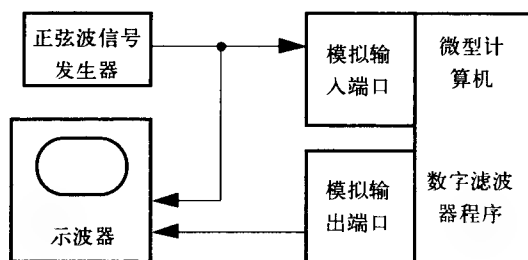 正弦波信号
发生器
模拟输
入端口
微型计
算机
示波器
模拟输
出端口
数字滤波
器程序